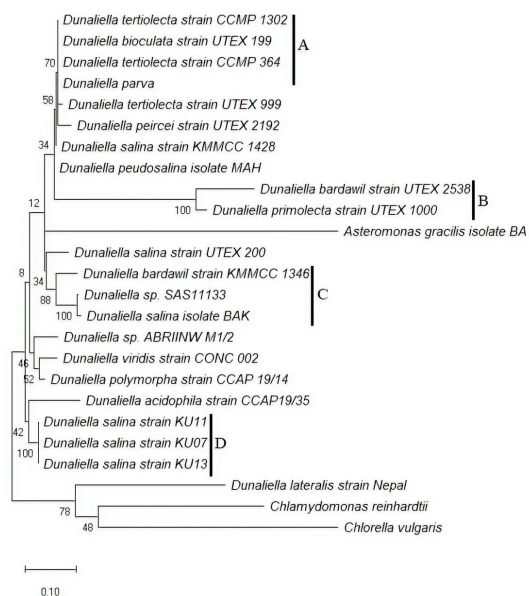 Dunaliella tertiolecta strain CCMP 1302
Dunaliella bioculata strain UTEX 199
A
Dunaliella tertiolecta strain CCMP 364
70
Dunaliella parva
58
Dunaliella tertiolecta strain UTEX 999
Dunaliella peircei strain UTEX 2192
34
Dunaliella salina strain KMMCC 1428
Dunaliella peudosalina isolate MAH
Dunaliella bardawil strain UTEX 2538
B
12
100
Dunaliella primolecta strain UTEX 1000
Asteromonas gracilis isolate BA
Dunaliella salina strain UTEX 200
8
34
Dunaliella bardawil strain KMMCC 1346
88
Dunaliella sp. SAS11133
C
100
Dunaliella salina isolate BAK
Dunaliella sp. ABRIINW M1/2
46
Dunaliella viridis strain CONC 002
52
Dunaliella polymorpha strain CCAP 19/14
Dunaliella acidophila strain CCAP19/35
42
Dunaliella salina strain KU11
Dunaliella salina strain KU07
D
100
Dunaliella salina strain KU13
Dunaliella lateralis strain Nepal
78
Chlamydomonas reinhardtii
48
Chlorella vulgaris
0.10